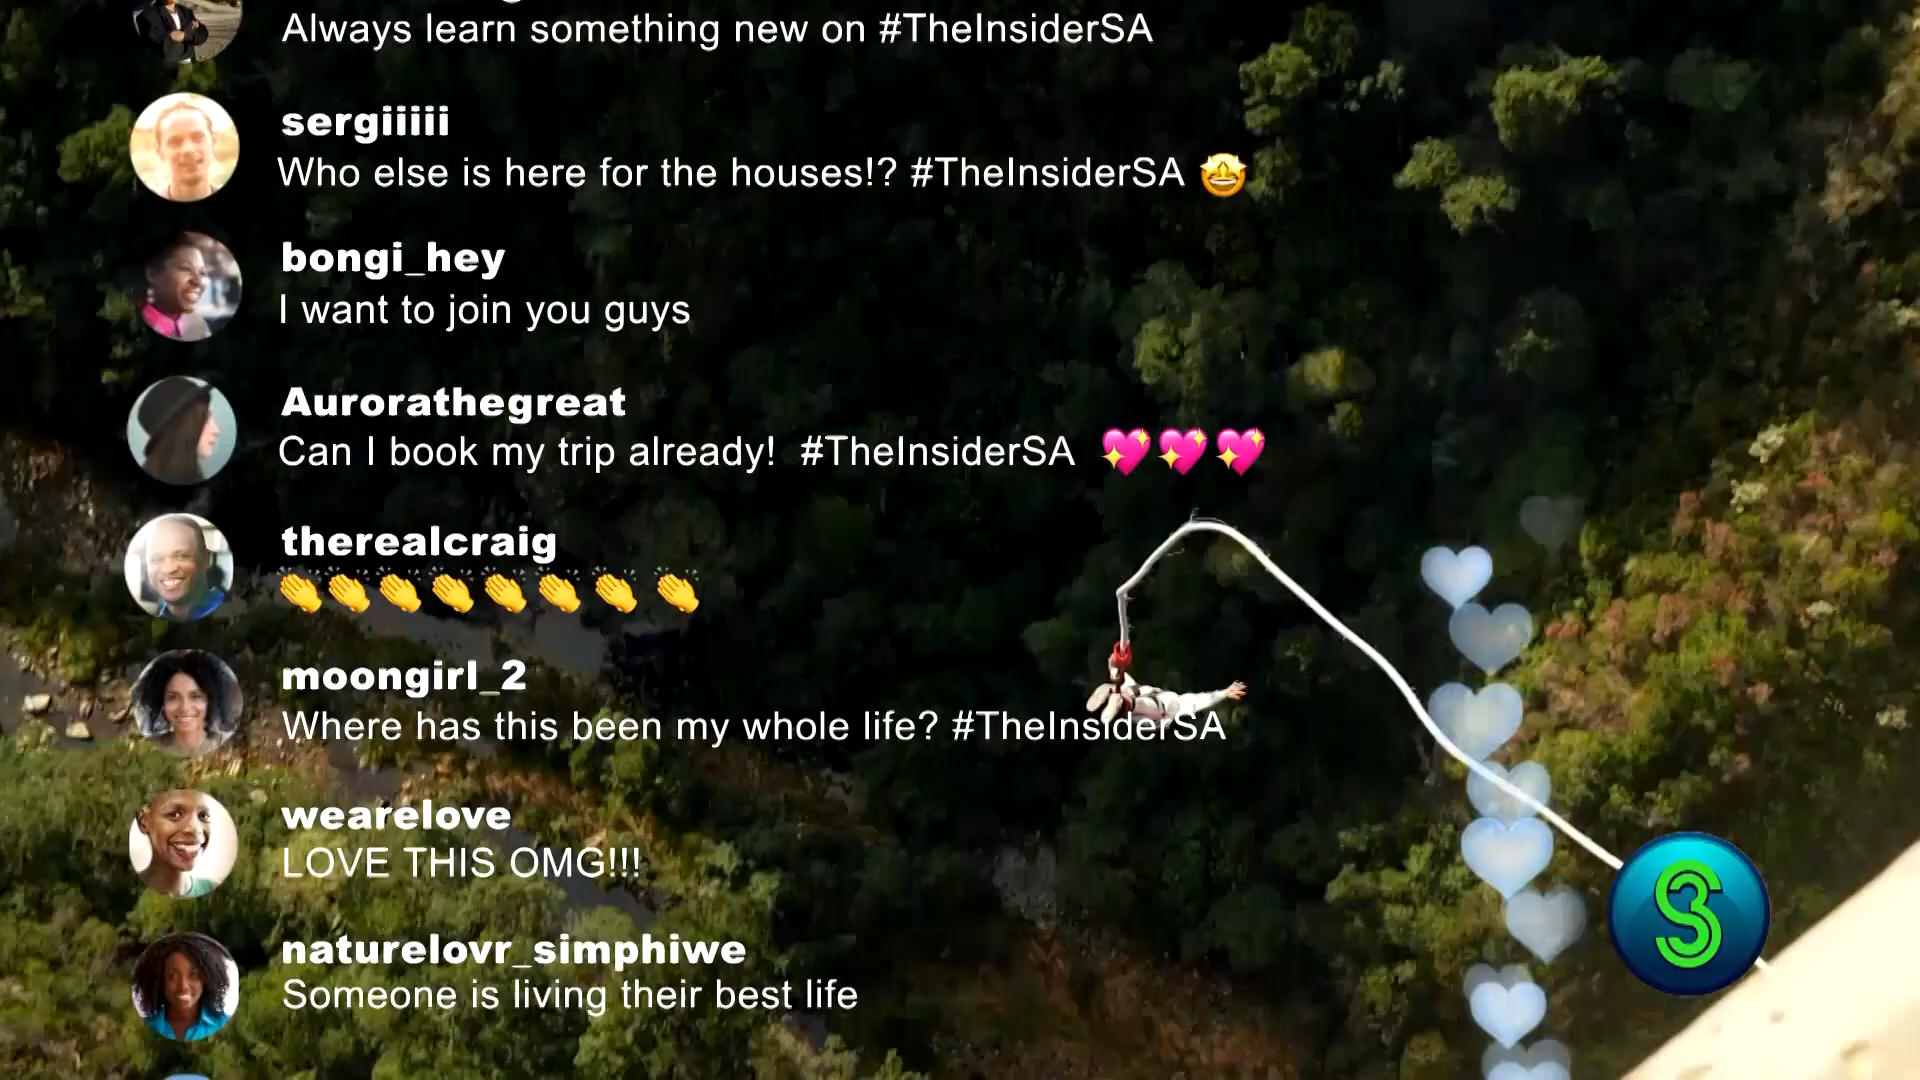 Always learn something new on #TheInsiderSA
sergiiiii
Who else is here for the houses!? #TheInsiderSA 🤩
bongi_hey
I want to join you guys
Aurorathegreat
Can I book my trip already! #TheInsiderSA 💖💖💖
therealcraig
👏👏👏👏👏👏👏 👏
moongirl_2
Where has this been my whole life? #TheInsiderSA
wearelove
LOVE THIS OMG!!!
naturelovr_simphiwe
Someone is living their best life
3